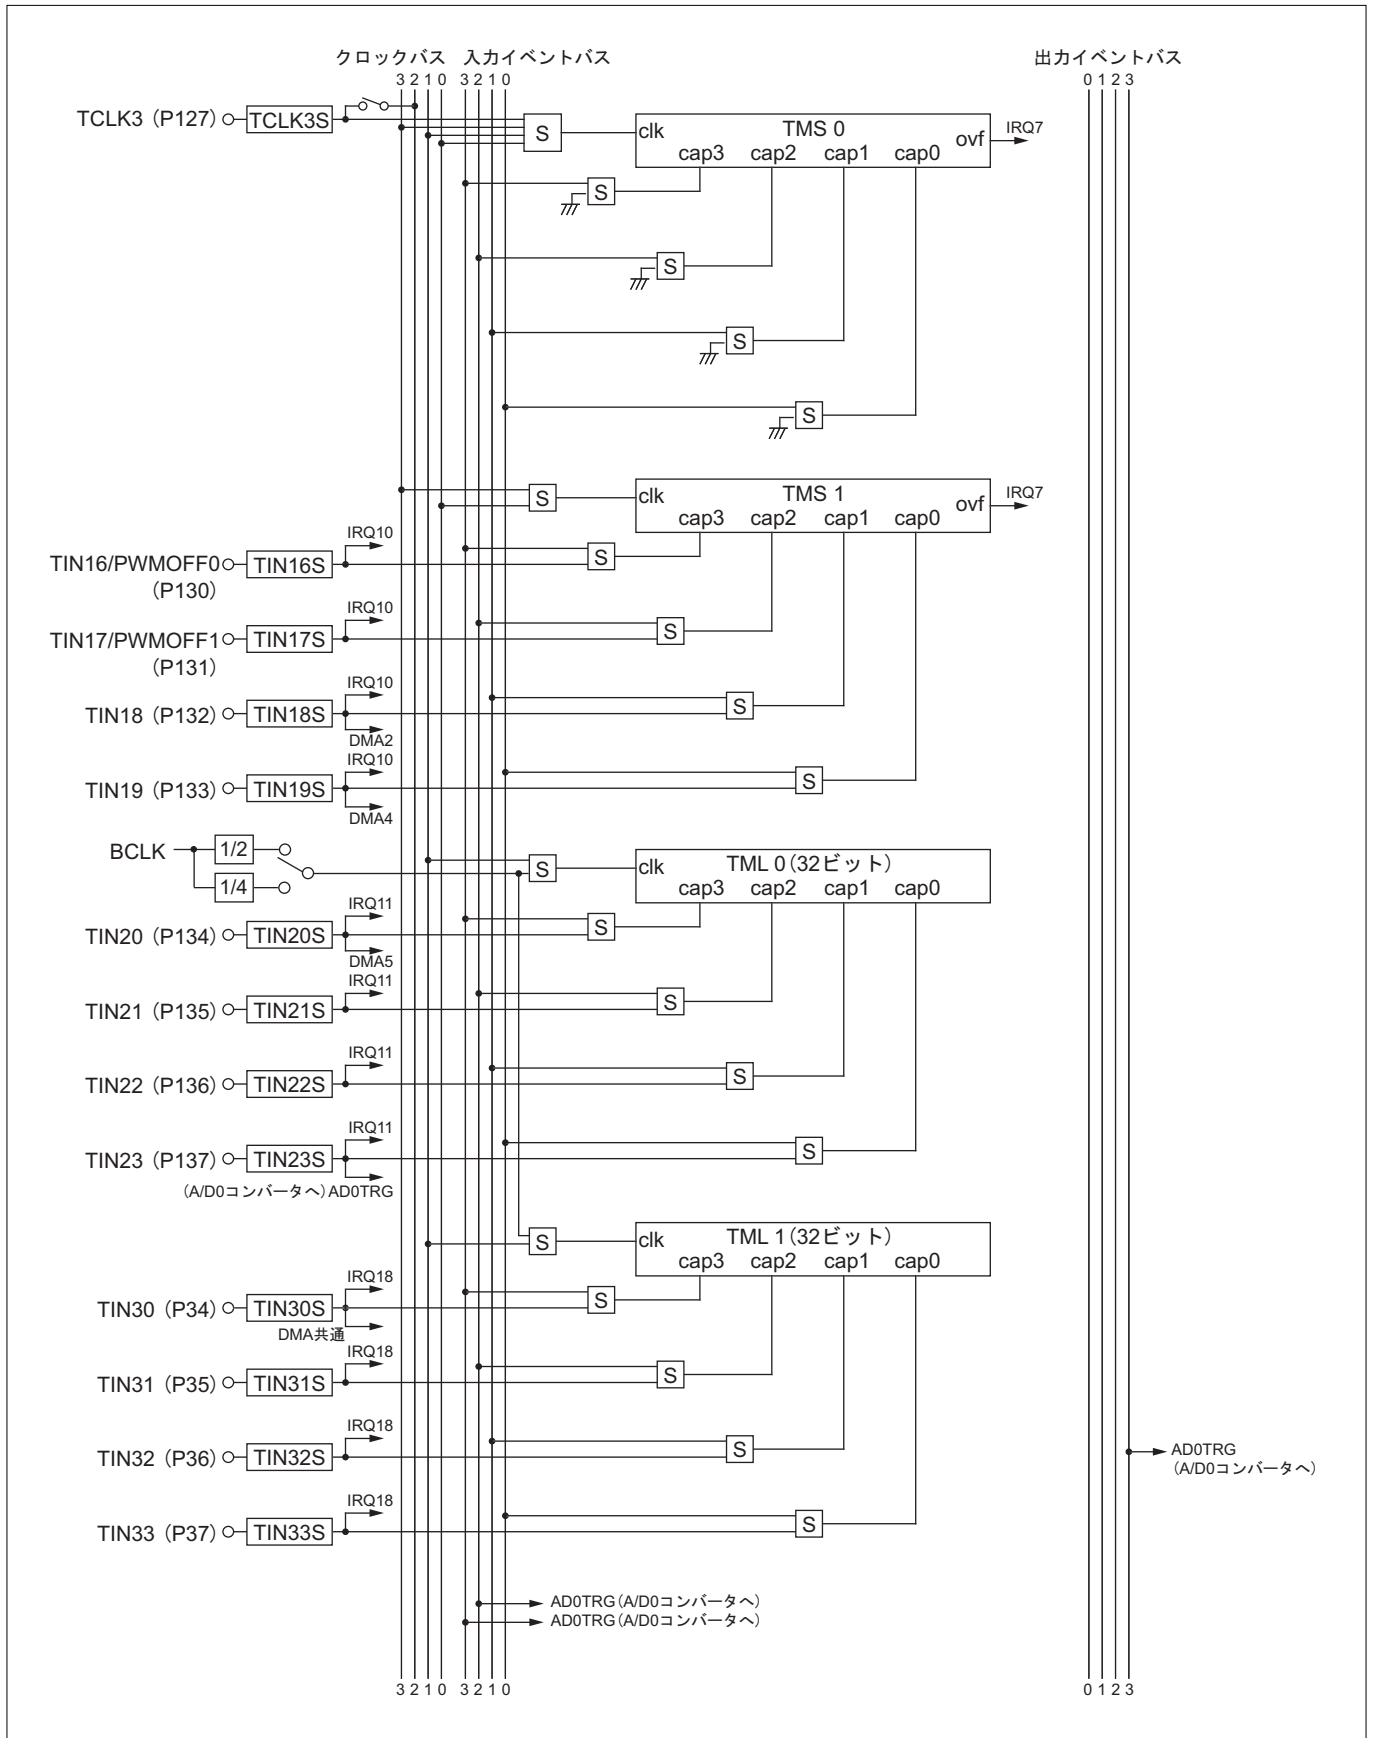 クロックバス 入力イベントバス 出力イベントバス
3 2 1 0 3 2 1 0 0 1 2 3
TCLK3 (P127) TCLK3S S clk TMS 0 ovf IRQ7
cap3 cap2 cap1 cap0
S
S
S
S
S clk TMS 1 ovf IRQ7
cap3 cap2 cap1 cap0
IRQ10
TIN16/PWMOFF0 TIN16S S
(P130)
IRQ10
TIN17/PWMOFF1 TIN17S S
(P131)
IRQ10
TIN18 (P132) TIN18S S
DMA2
IRQ10
TIN19 (P133) TIN19S S
DMA4
BCLK 1/2 S clk TML 0(32ビット)
1/4 cap3 cap2 cap1 cap0
IRQ11
TIN20 (P134) TIN20S S
DMA5
IRQ11
TIN21 (P135) TIN21S S
IRQ11
TIN22 (P136) TIN22S S
IRQ11
TIN23 (P137) TIN23S S
(A/D0コンバータへ)AD0TRG
S clk TML 1(32ビット)
cap3 cap2 cap1 cap0
IRQ18
TIN30 (P34) TIN30S S
DMA共通
IRQ18
TIN31 (P35) TIN31S S
IRQ18
TIN32 (P36) TIN32S S
AD0TRG
(A/D0コンバータへ)
IRQ18
TIN33 (P37) TIN33S S
AD0TRG(A/D0コンバータへ)
AD0TRG(A/D0コンバータへ)
3 2 1 0 3 2 1 0 0 1 2 3